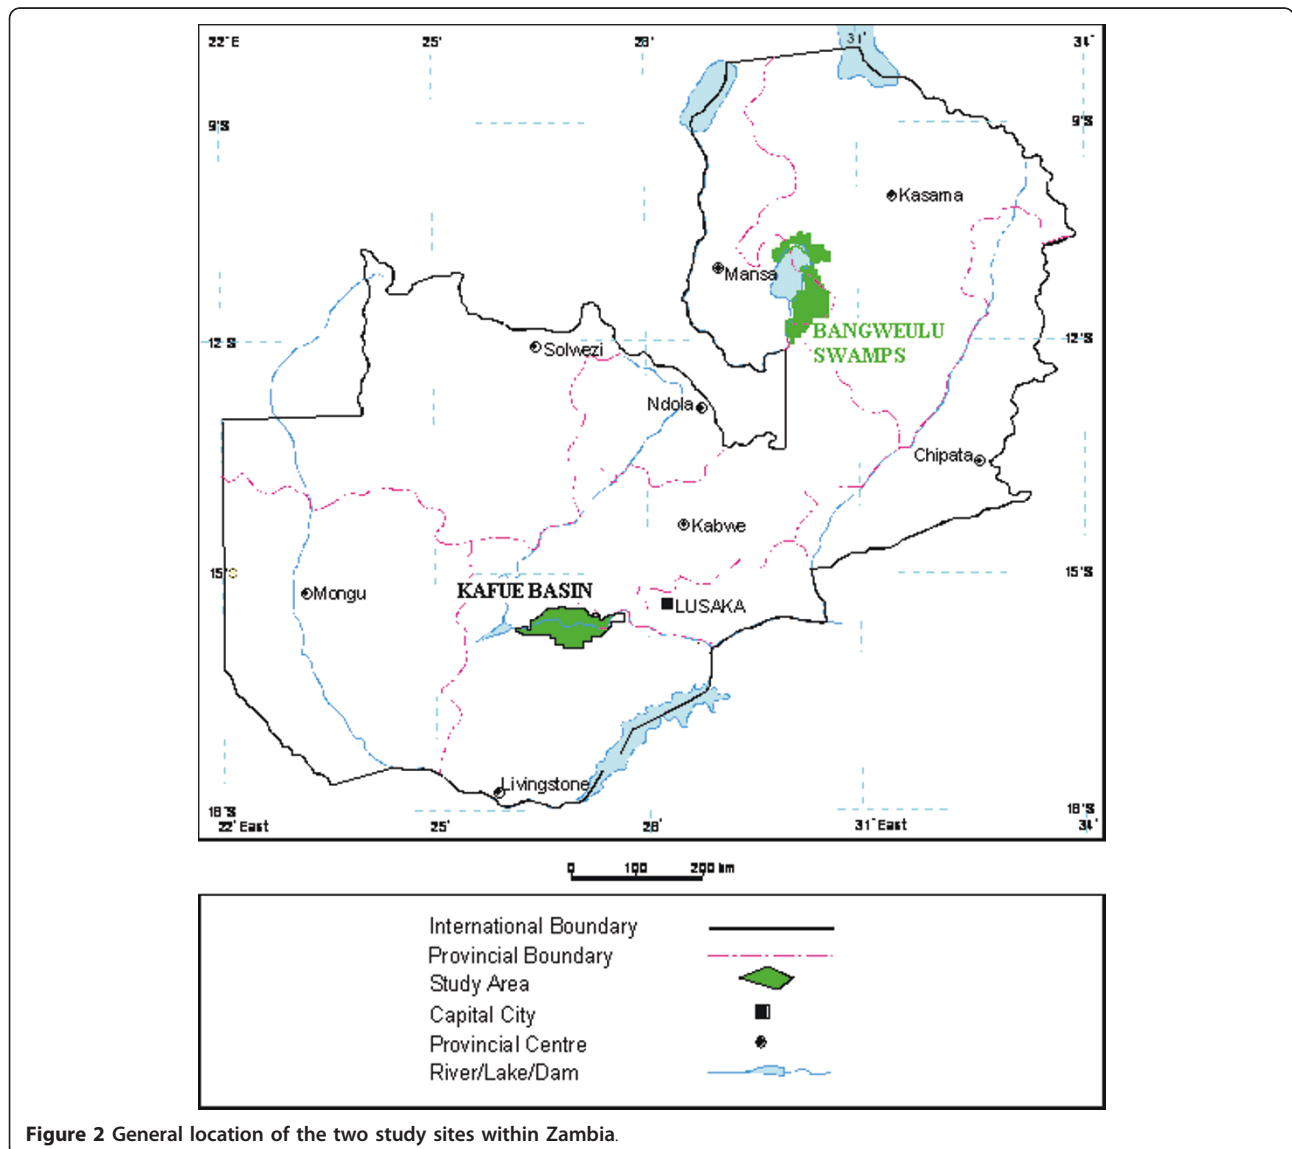 22°E 25° 28° 31° 34°
9°S 9°S
Kasama
Mansa
BANGWEULU
SWAMPS
12°S 12°S
Solwezi
Ndola
Chipata
Kabwe
15°S 15°S
KAFUE BASIN
Mongu
LUSAKA
Livingstone
18°S 18°S
22°East 25° 28° 31°East 34°
0 100 200 km
International Boundary
Provincial Boundary
Study Area
Capital City
Provincial Centre
River/Lake/Dam
Figure 2 General location of the two study sites within Zambia.